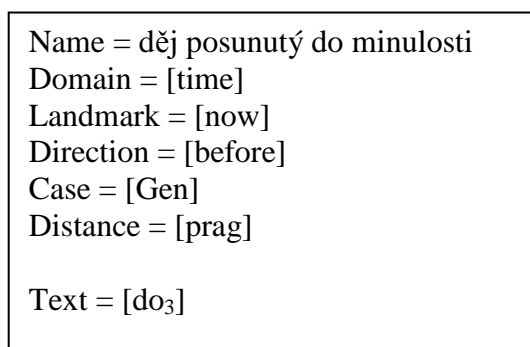 Name = děj posunutý do minulosti
Domain = [time]
Landmark = [now]
Direction = [before]
Case = [Gen]
Distance = [prag]
Text = [do₃]